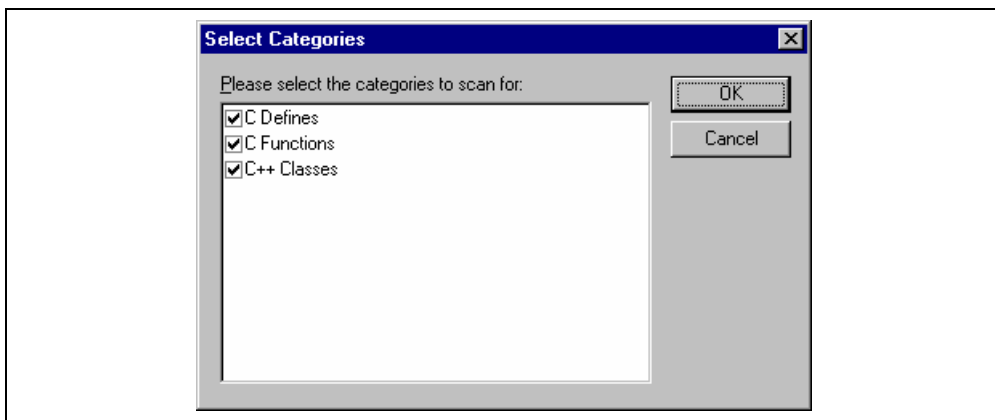 Select Categories
Please select the categories to scan for:
C Defines
C Functions
C++ Classes
OK
Cancel